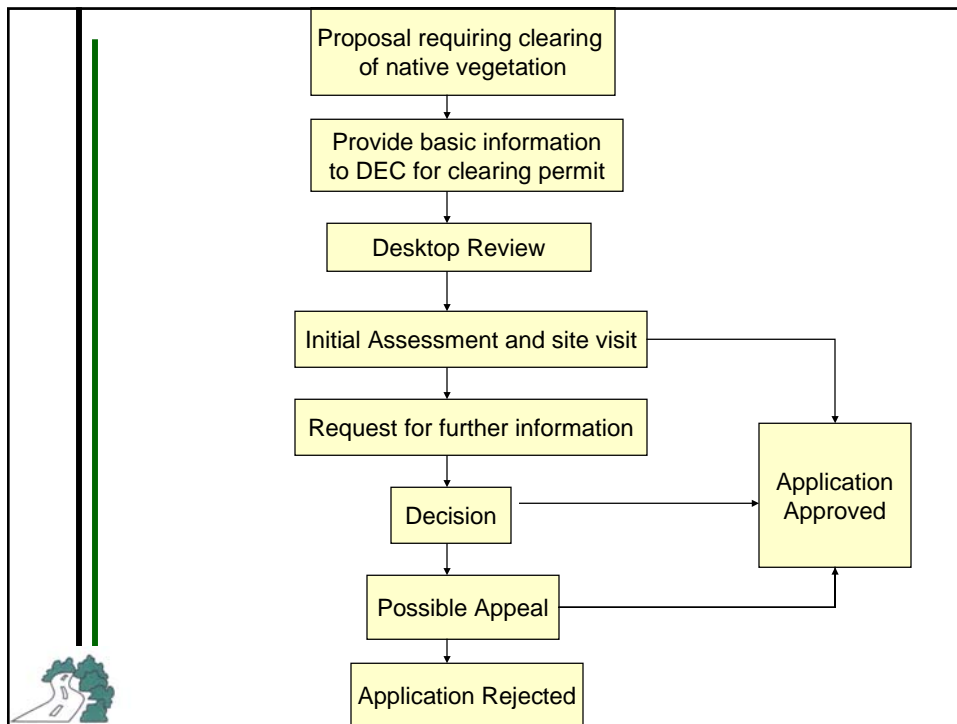 Proposal requiring clearing
of native vegetation
Provide basic information
to DEC for clearing permit
Desktop Review
Initial Assessment and site visit
Request for further information
Application
Approved
Decision
Possible Appeal
Application Rejected